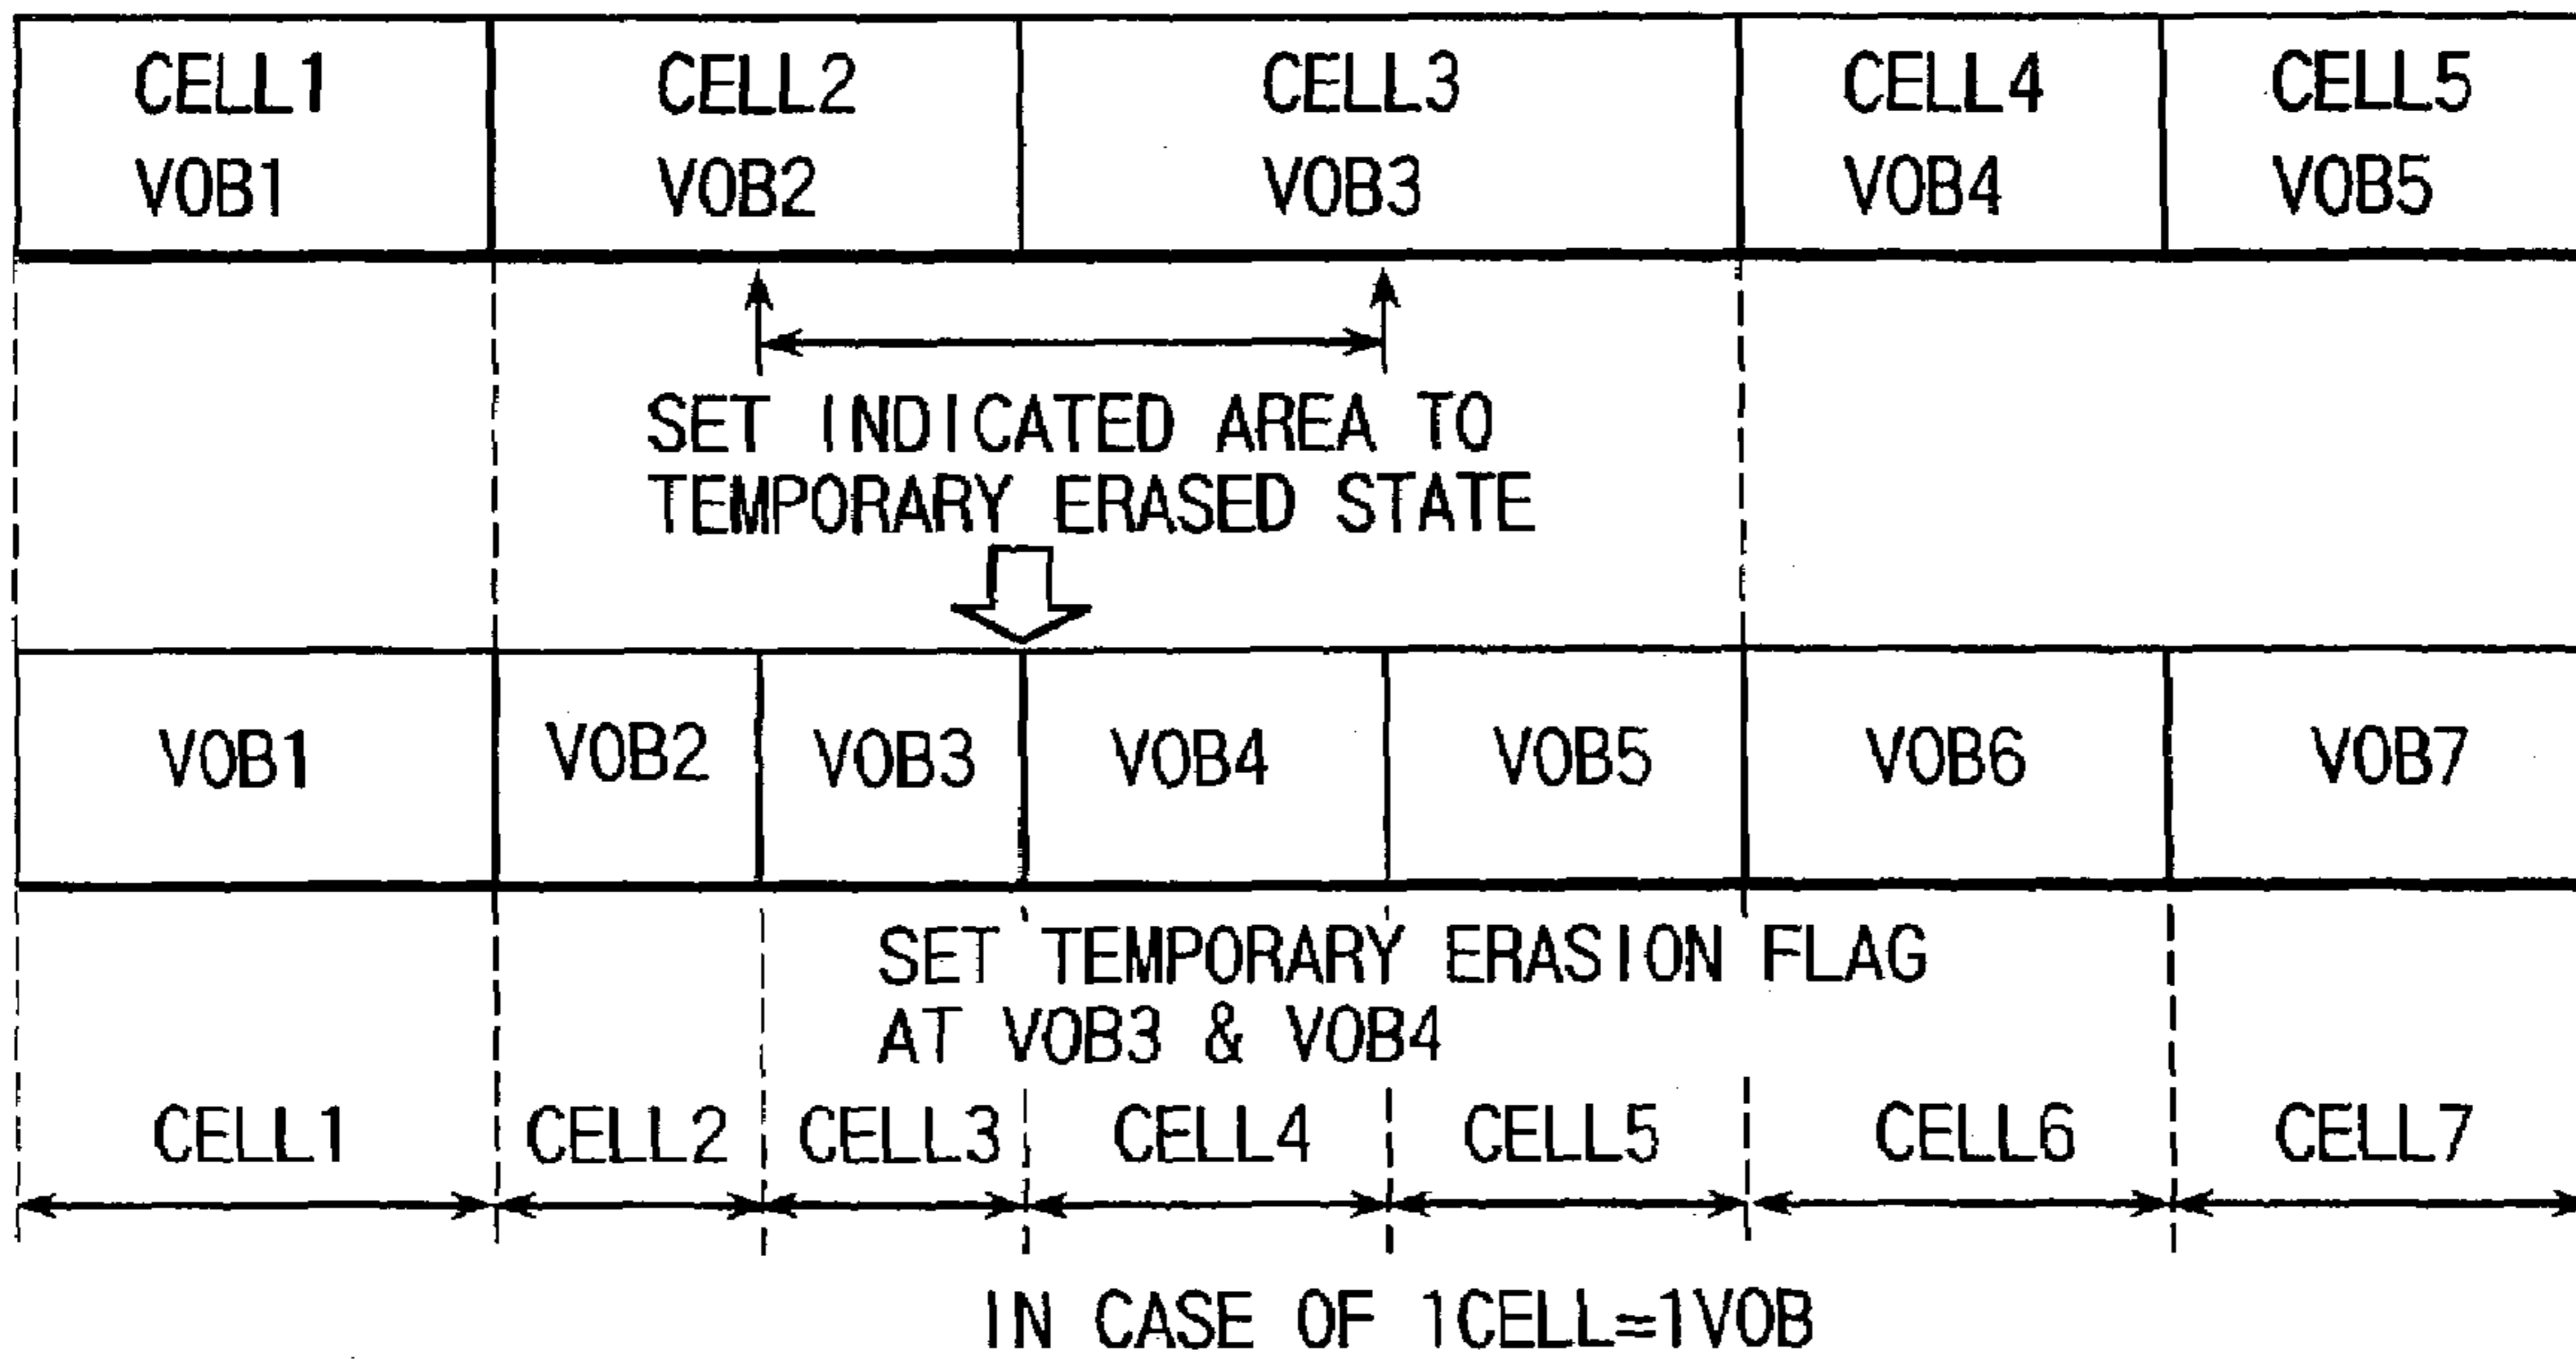 CELL1 CELL2 CELL3 CELL4 CELL5
VOB1 VOB2 VOB3 VOB4 VOB5
SET INDICATED AREA TO
TEMPORARY ERASED STATE
VOB1 VOB2 VOB3 VOB4 VOB5 VOB6 VOB7
SET TEMPORARY ERASION FLAG
AT VOB3 & VOB4
CELL1 CELL2 CELL3 CELL4 CELL5 CELL6 CELL7
IN CASE OF 1CELL=1VOB